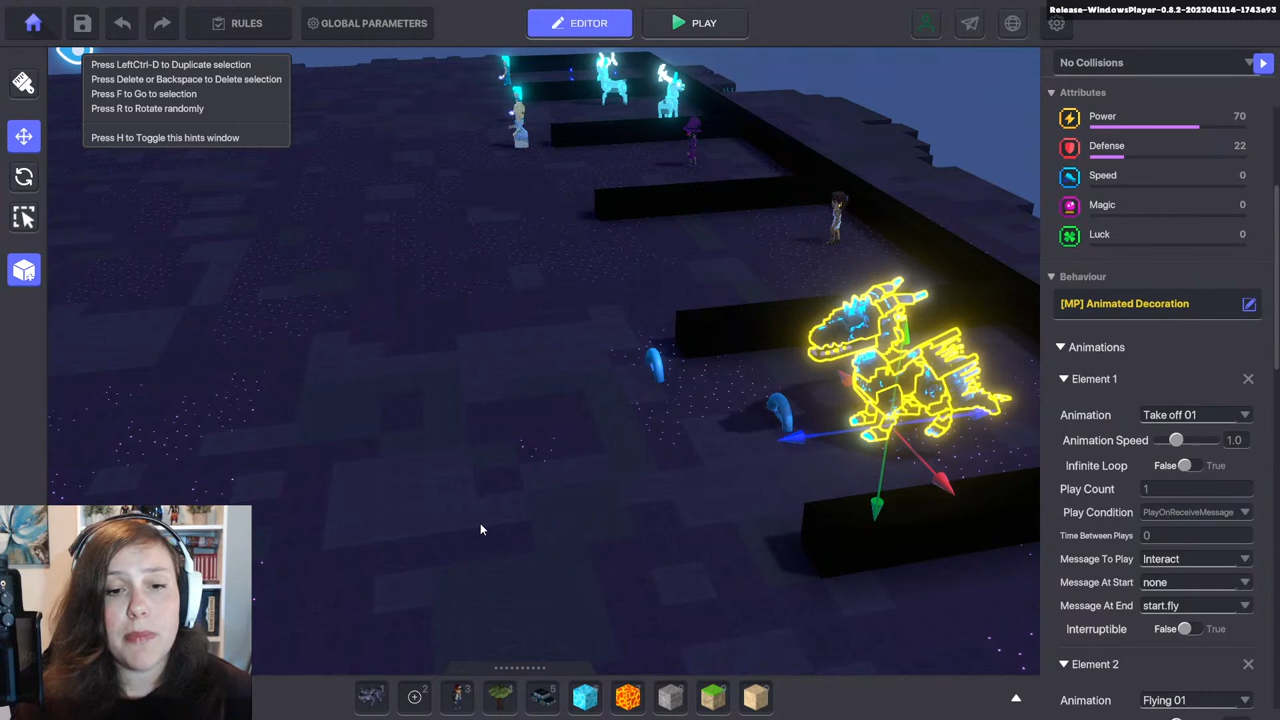 RULES
GLOBAL PARAMETERS
EDITOR
PLAY
Release-WindowsPlayer-0.8.2-2023041114-1743e93
Press LeftCtrl-D to Duplicate selection
Press Delete or Backspace to Delete selection
Press F to Go to selection
Press R to Rotate randomly
Press H to Toggle this hints window
No Collisions
Attributes
Power 70
Defense 22
Speed 0
Magic 0
Luck 0
Behaviour
[MP] Animated Decoration
Animations
Element 1
Animation Take off 01
Animation Speed 1.0
Infinite Loop False True
Play Count 1
Play Condition PlayOnReceiveMessage
Time Between Plays 0
Message To Play Interact
Message At Start none
Message At End start.fly
Interruptible False True
Element 2
Animation Flying 01
2 3 5